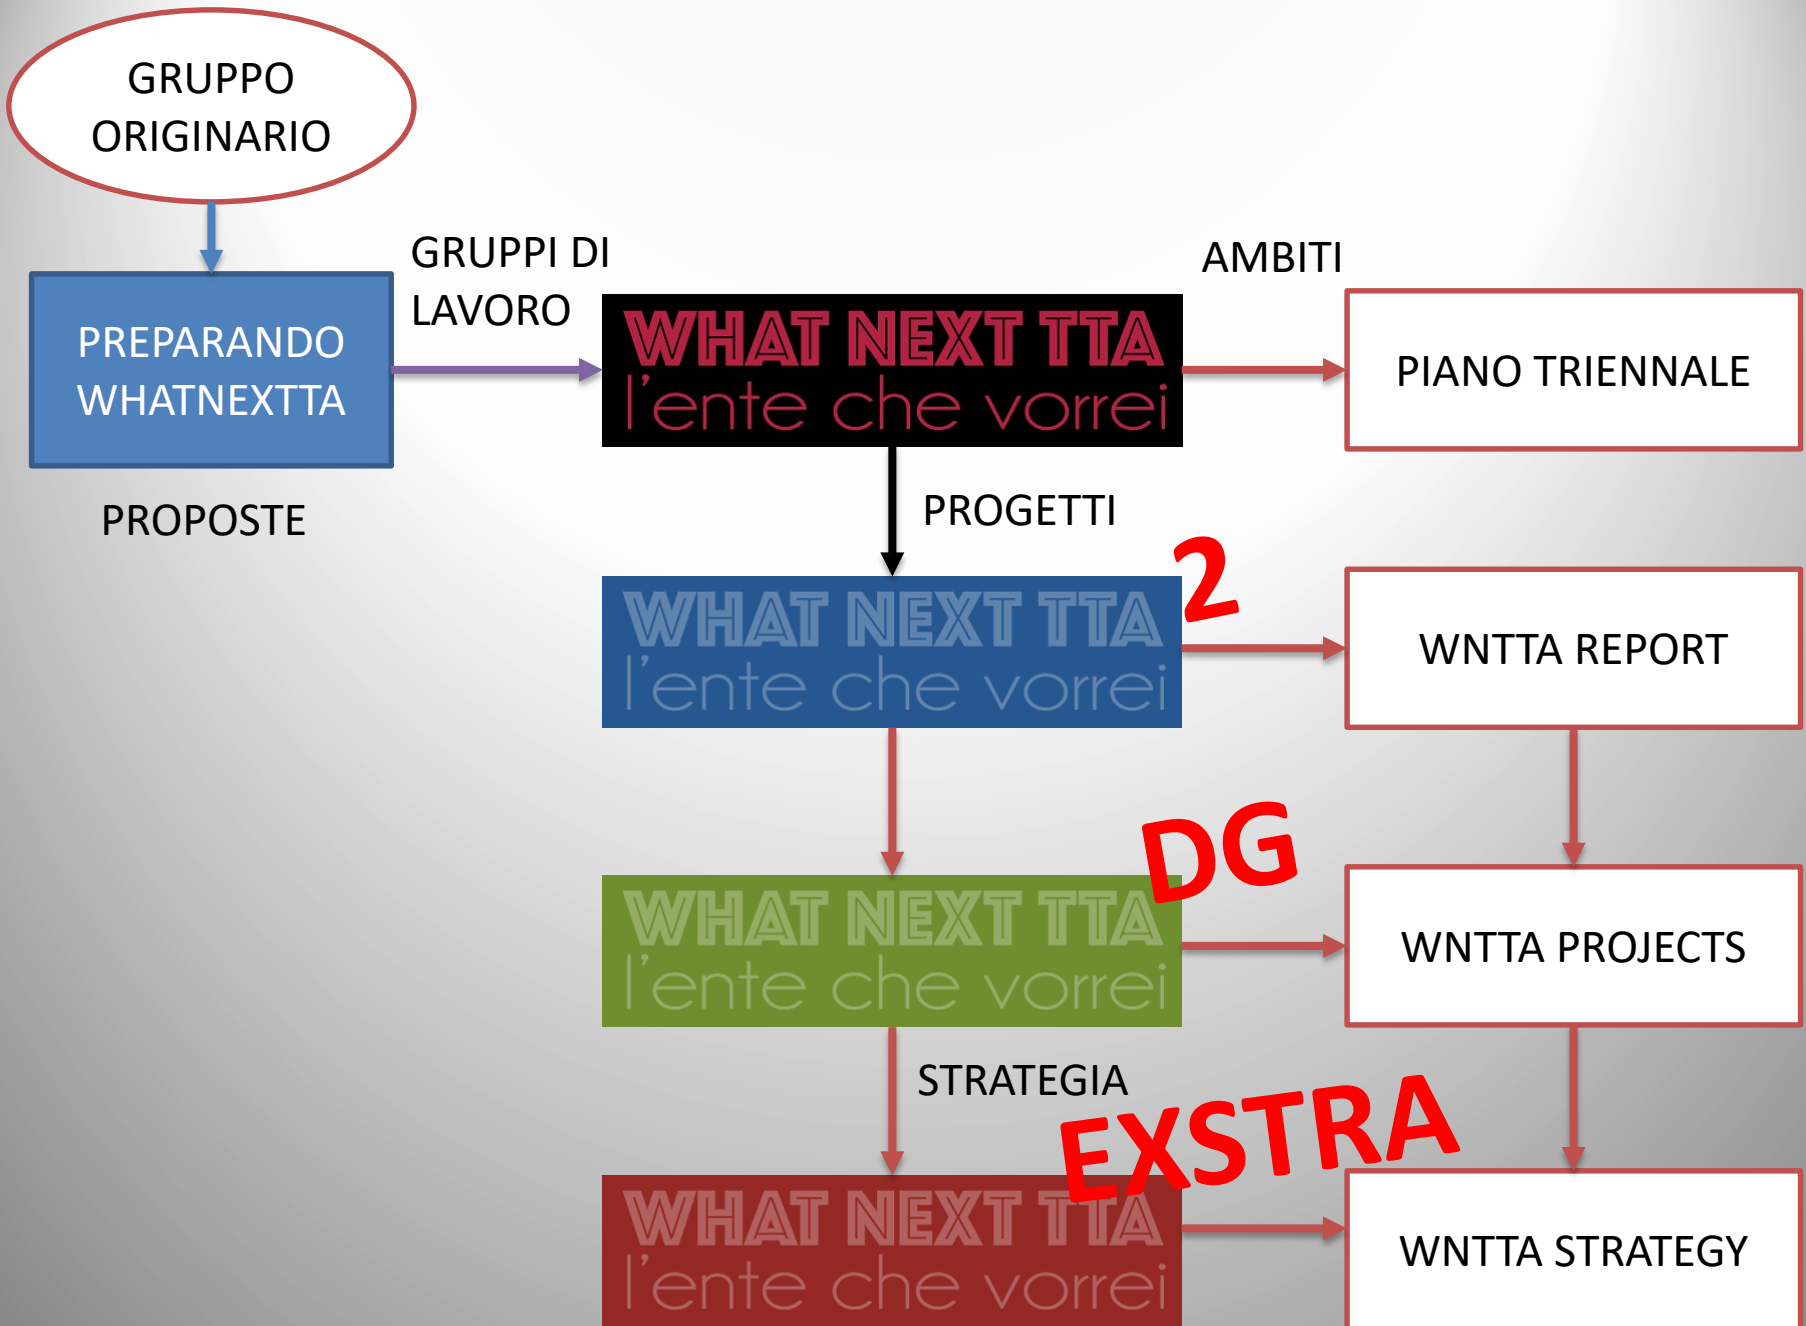 GRUPPO
ORIGINARIO
GRUPPI DI
LAVORO
AMBITI
PREPARANDO
WHATNEXTTA
WHAT NEXT TTA
l'ente che vorrei
PIANO TRIENNALE
PROPOSTE
PROGETTI
2
WHAT NEXT TTA
l'ente che vorrei
WNTTA REPORT
DG
WHAT NEXT TTA
l'ente che vorrei
WNTTA PROJECTS
STRATEGIA
EXSTRA
WHAT NEXT TTA
l'ente che vorrei
WNTTA STRATEGY